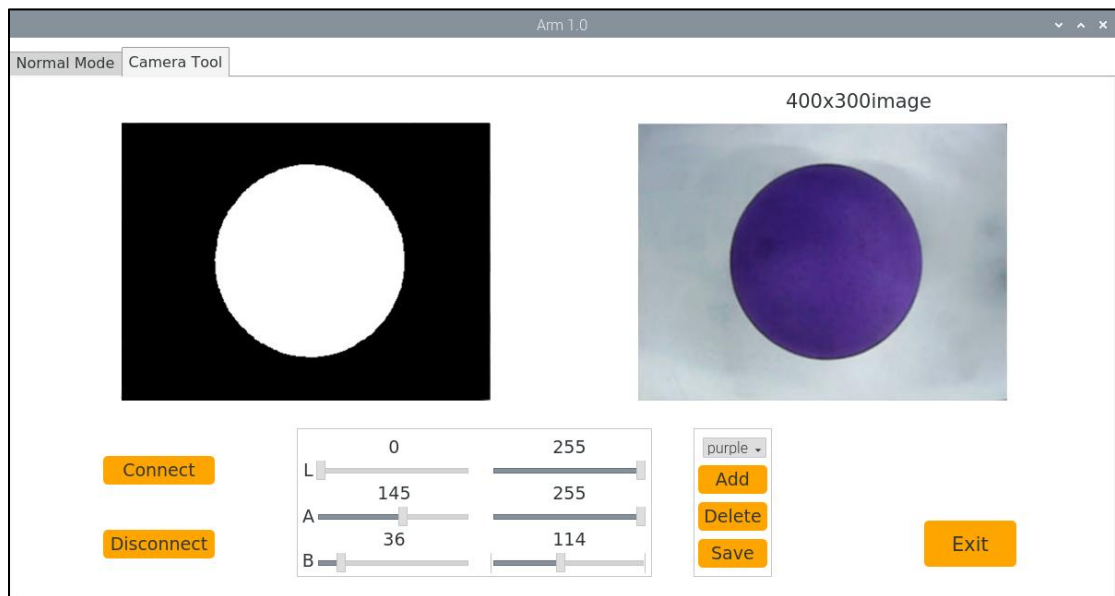 Arm 1.0
Normal Mode Camera Tool
400x300image
0 255
L
145 255
A
36 114
B
Connect
Disconnect
purple
Add
Delete
Save
Exit